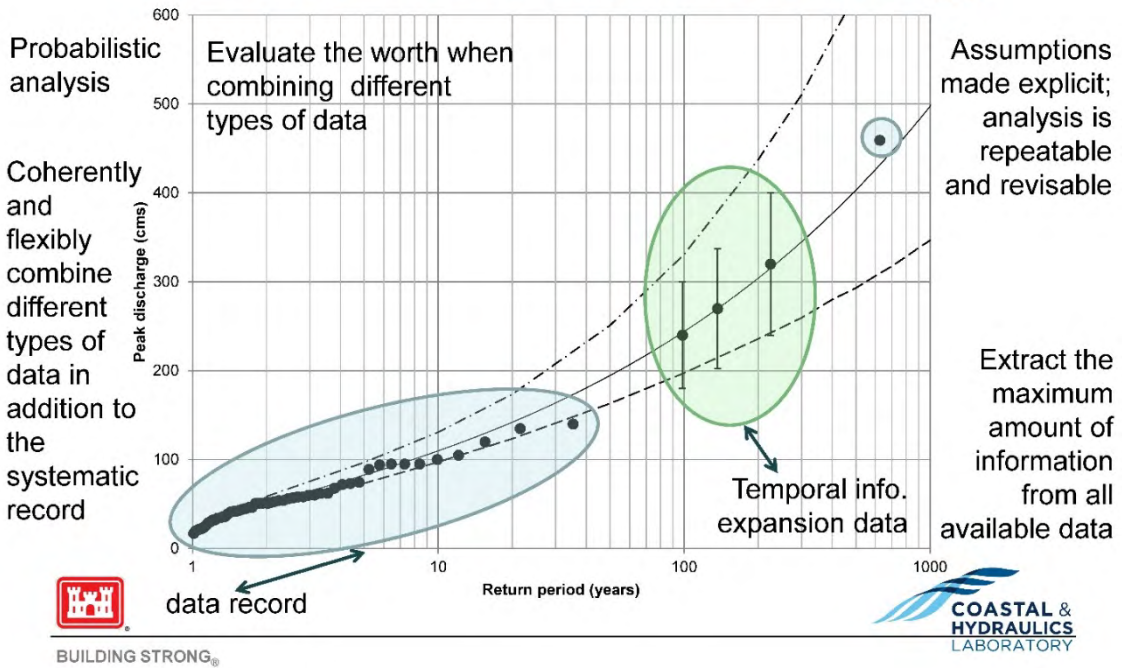 Probabilistic
analysis
Coherently
and
flexibly
combine
different
types of
data in
addition to
the
systematic
record
Evaluate the worth when
combining different
types of data
Peak discharge (cms)
600
500
400
300
200
100
0
1
10
100
1000
Return period (years)
data record
Temporal info.
expansion data
Assumptions
made explicit;
analysis is
repeatable
and revisable
Extract the
maximum
amount of
information
from all
available data
BUILDING STRONG®
COASTAL &
HYDRAULICS
LABORATORY